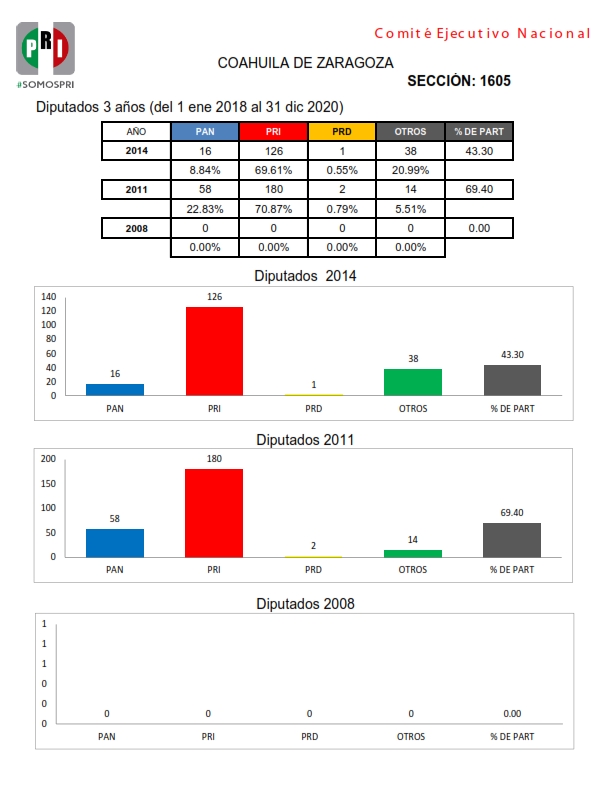 PRI
#SOMOSPRI
Comité Ejecutivo Nacional
COAHUILA DE ZARAGOZA
SECCIÓN: 1605
Diputados 3 años (del 1 ene 2018 al 31 dic 2020)
AÑO PAN PRI PRD OTROS % DE PART
2014 16 126 1 38 43.30
8.84% 69.61% 0.55% 20.99%
2011 58 180 2 14 69.40
22.83% 70.87% 0.79% 5.51%
2008 0 0 0 0 0.00
0.00% 0.00% 0.00% 0.00%
Diputados 2014
140
120
100
80
60
40
20
0
16 126 1 38 43.30
PAN PRI PRD OTROS % DE PART
Diputados 2011
200
150
100
50
0
58 180 2 14 69.40
PAN PRI PRD OTROS % DE PART
Diputados 2008
1
1
1
0
0
0
0 0 0 0 0.00
PAN PRI PRD OTROS % DE PART